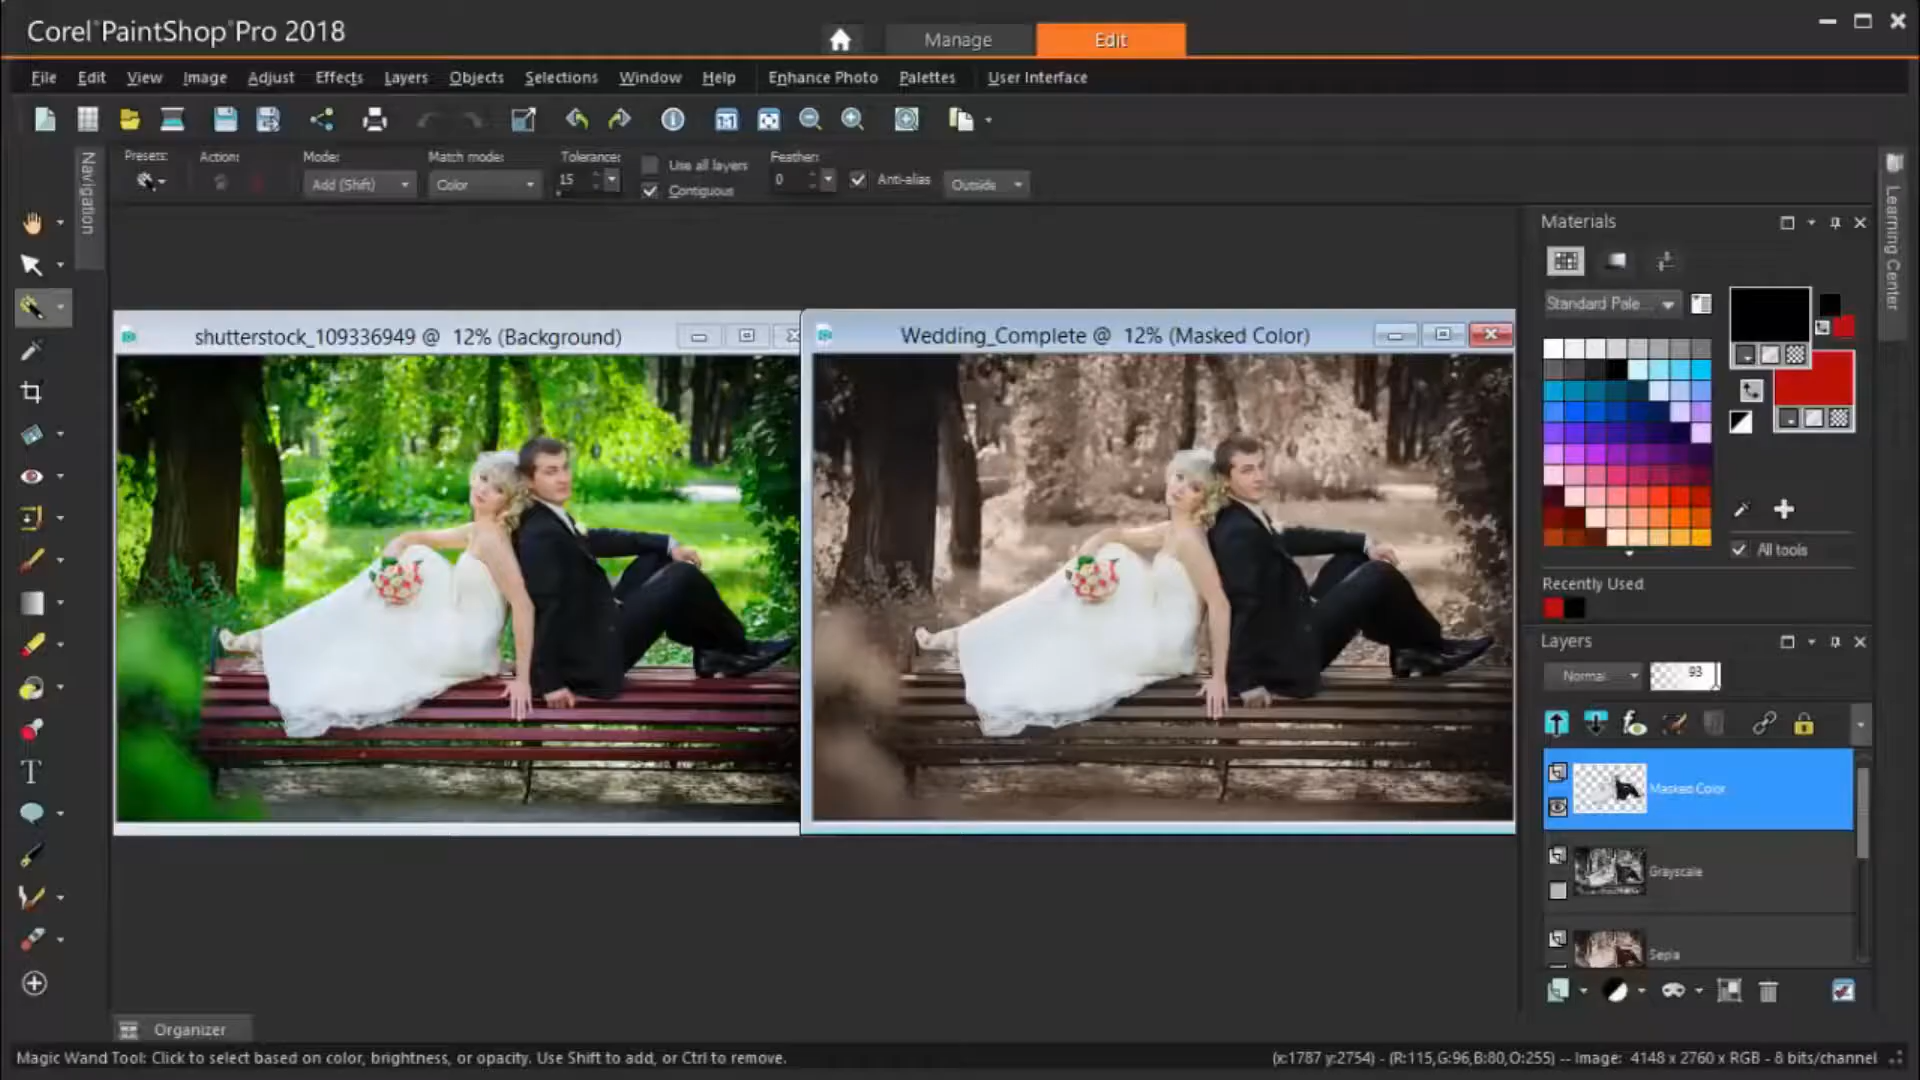 Corel PaintShop Pro 2018
Manage
Edit
File Edit View Image Adjust Effects Layers Objects Selections Window Help Enhance Photo Palettes User Interface
Navigation
Presets:
Action:
Mode:
Add (Shift)
Match mode:
Color
Tolerance:
15
Use all layers
Contiguous
Feather:
0
Anti-alias
Outside
Learning Center
shutterstock_109336949 @ 12% (Background)
Wedding_Complete @ 12% (Masked Color)
Materials
Standard Pale...
All tools
Recently Used
Layers
Normal
93
Masked Color
Grayscale
Sepia
Organizer
Magic Wand Tool: Click to select based on color, brightness, or opacity. Use Shift to add, or Ctrl to remove.
(x:1787 y:2754) - (R:115,G:96,B:80,O:255) -- Image: 4148 x 2760 x RGB - 8 bits/channel